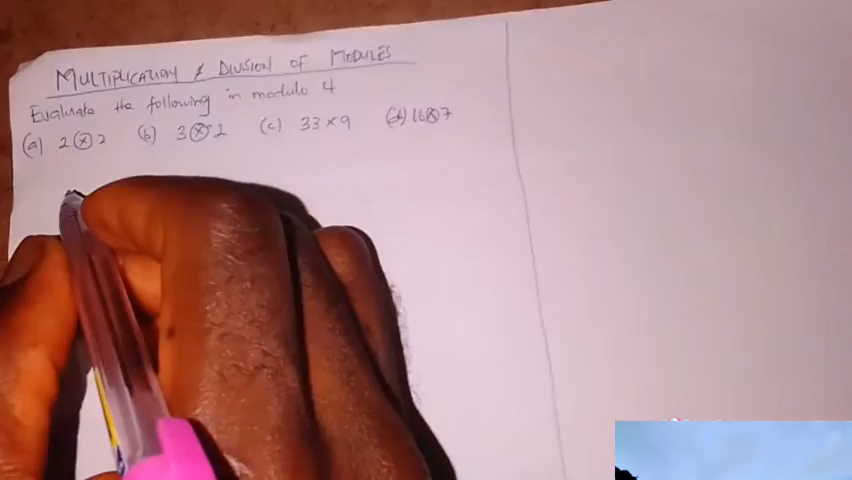 MULTIPLICATION & DIVISION OF MODULES
Evaluate the following in modulo 4
(a) 2 ⊗ 2 (b) 3 ⊗ 2 (c) 33 × 9 (d) 16 ⊗ 7